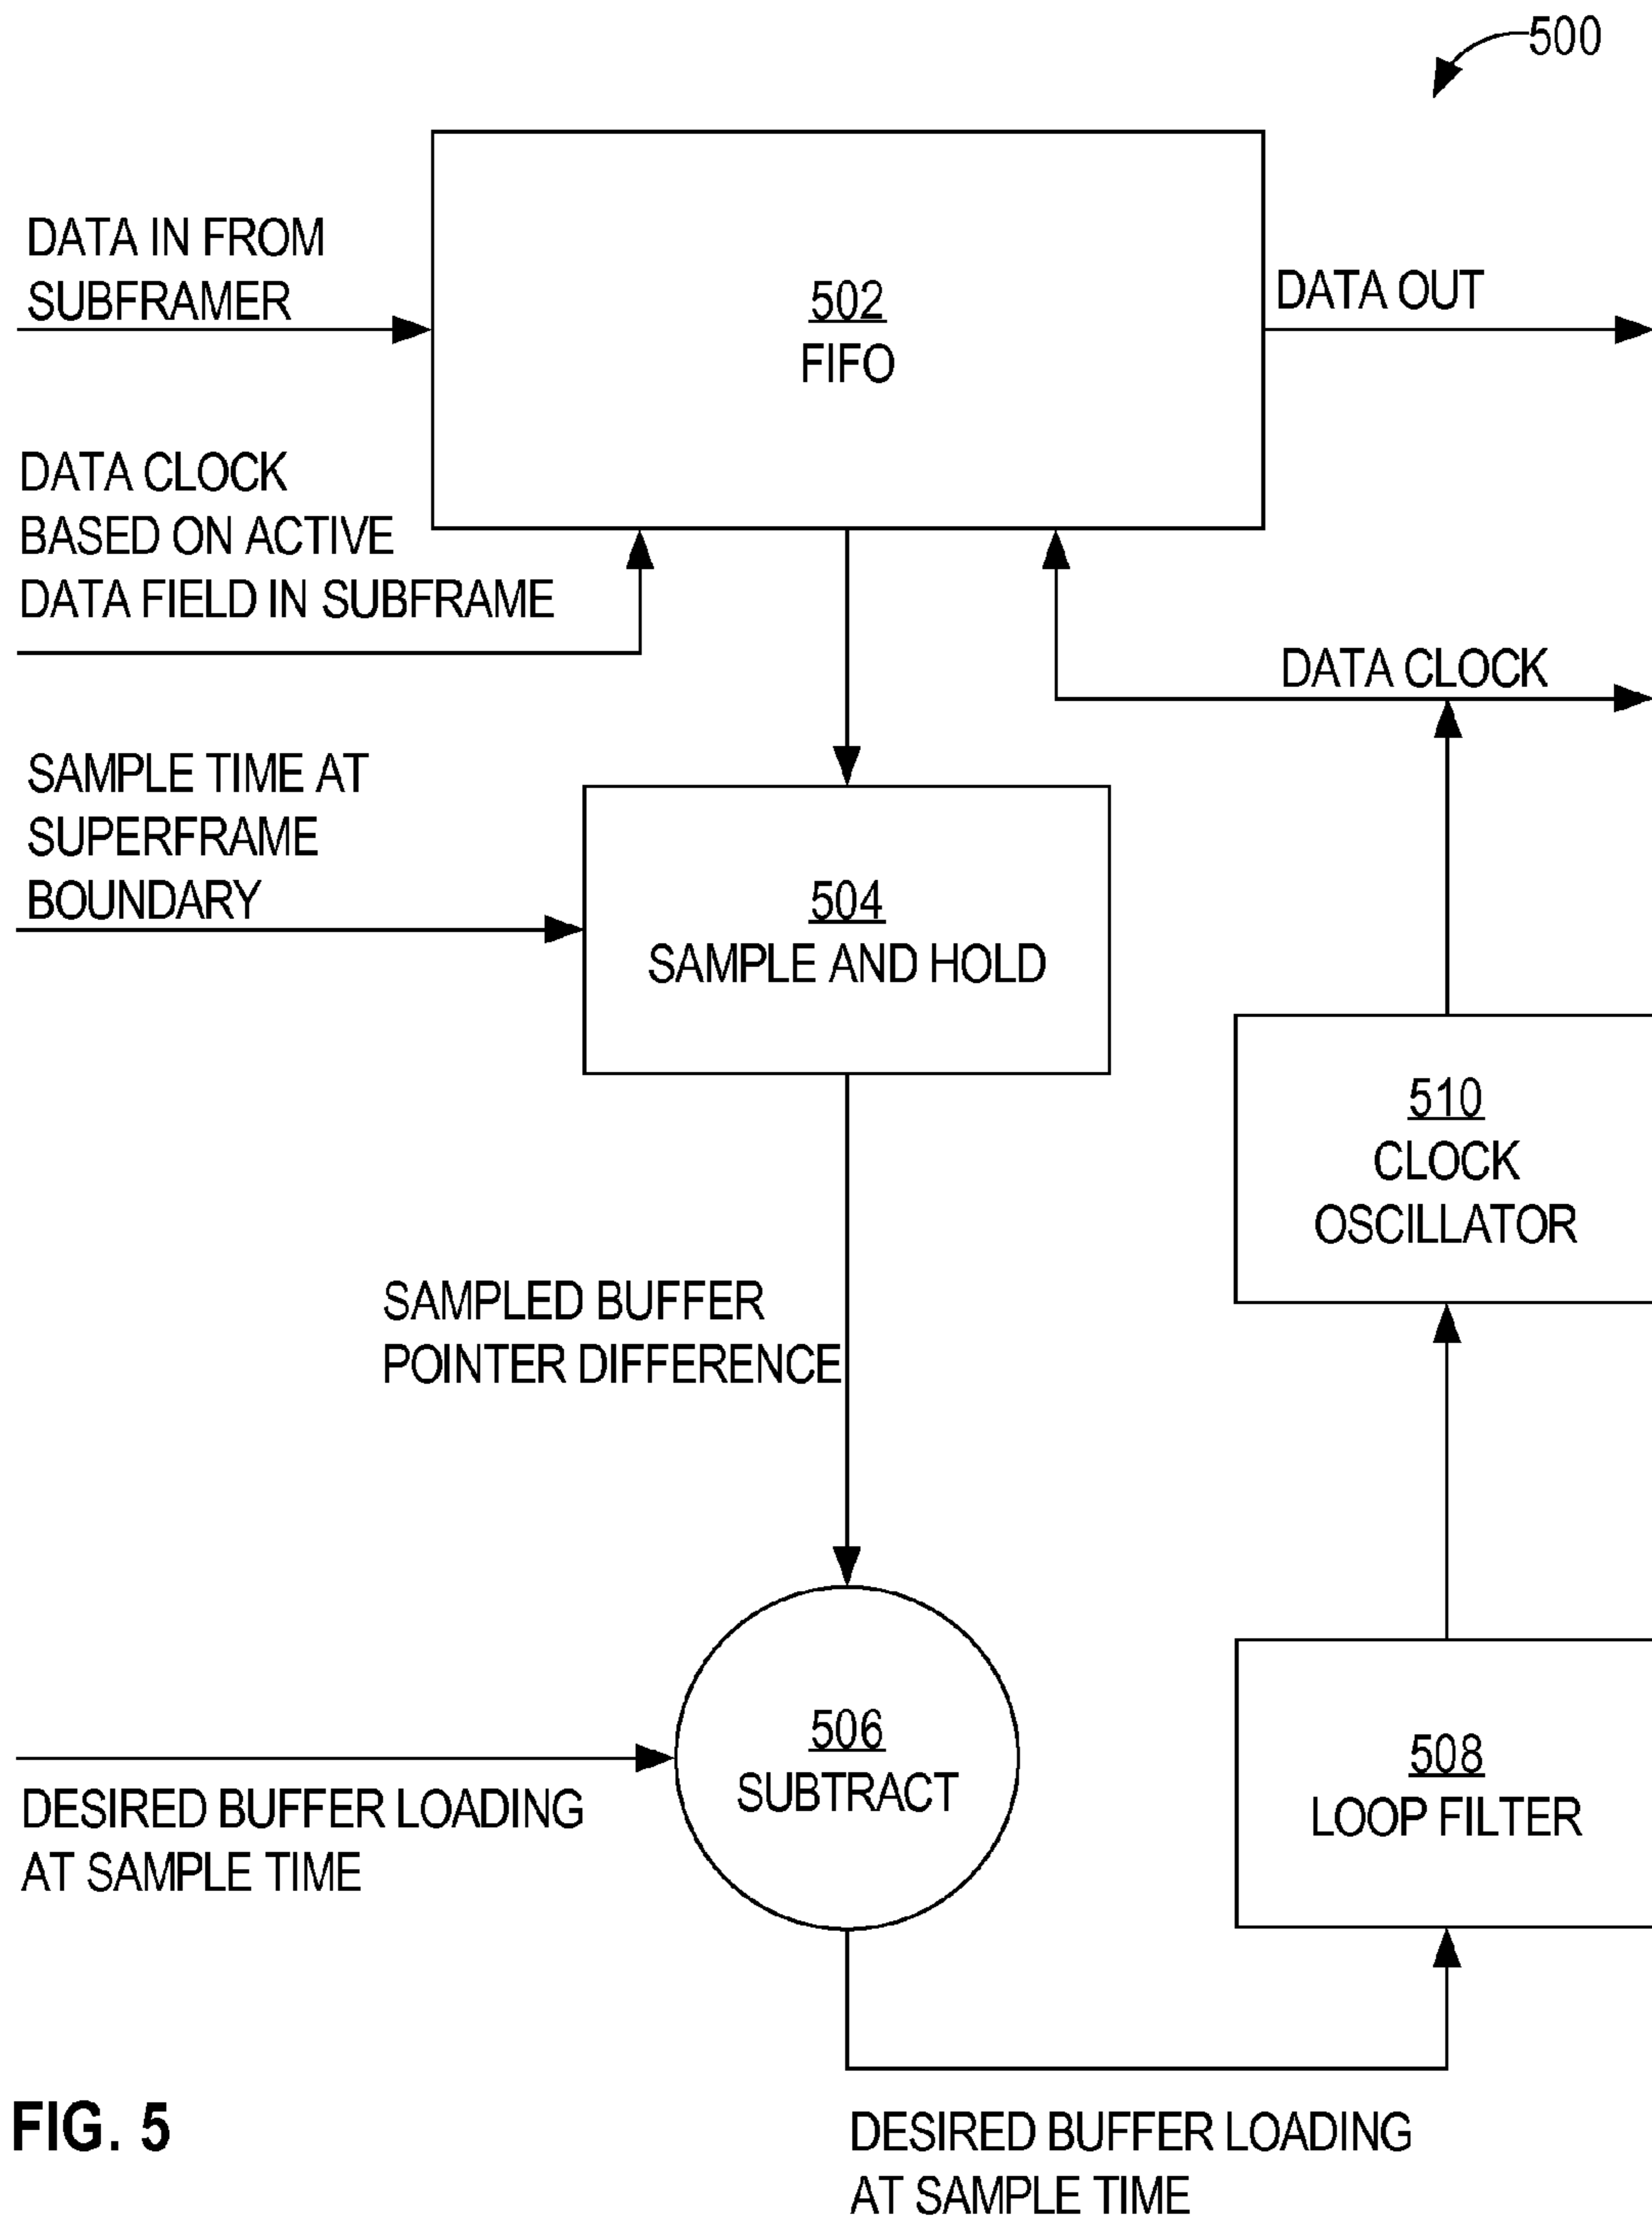 500
DATA IN FROM
SUBFRAMER
502
FIFO
DATA OUT
DATA CLOCK
BASED ON ACTIVE
DATA FIELD IN SUBFRAME
DATA CLOCK
SAMPLE TIME AT
SUPERFRAME
BOUNDARY
504
SAMPLE AND HOLD
510
CLOCK
OSCILLATOR
SAMPLED BUFFER
POINTER DIFFERENCE
506
SUBTRACT
508
LOOP FILTER
DESIRED BUFFER LOADING
AT SAMPLE TIME
DESIRED BUFFER LOADING
AT SAMPLE TIME
FIG. 5